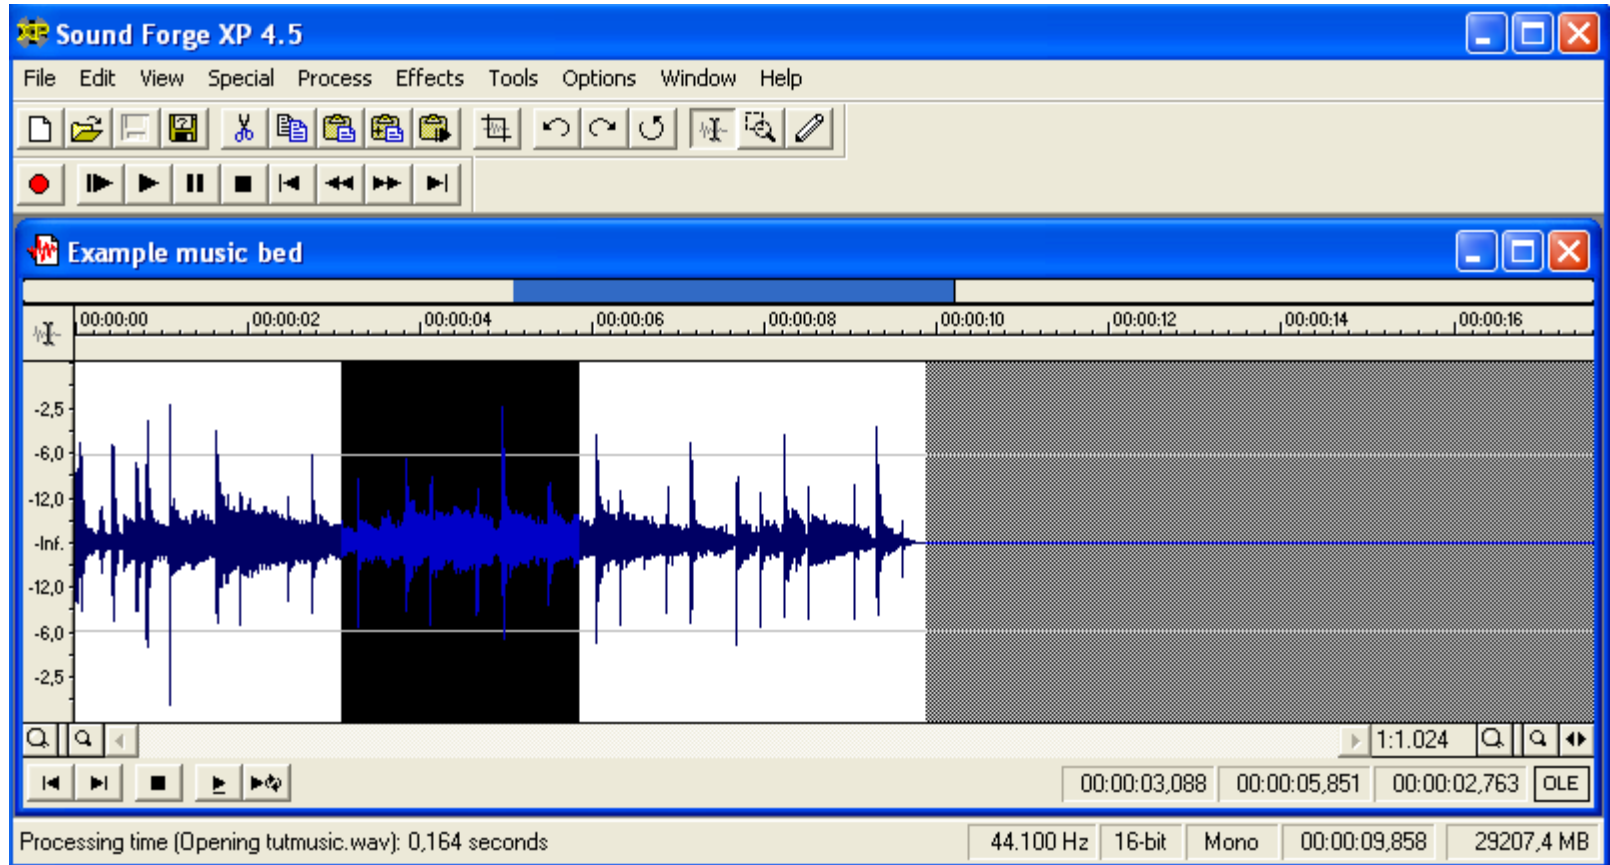 Sound Forge XP 4.5
File Edit View Special Process Effects Tools Options Window Help
Example music bed
00:00:00 00:00:02 00:00:04 00:00:06 00:00:08 00:00:10 00:00:12 00:00:14 00:00:16
-2,5
-6,0
-12,0
-Inf.
-12,0
-6,0
-2,5
1:1.024
00:00:03,088 00:00:05,851 00:00:02,763 OLE
Processing time (Opening tutmusic.wav): 0,164 seconds 44.100 Hz 16-bit Mono 00:00:09,858 29207,4 MB